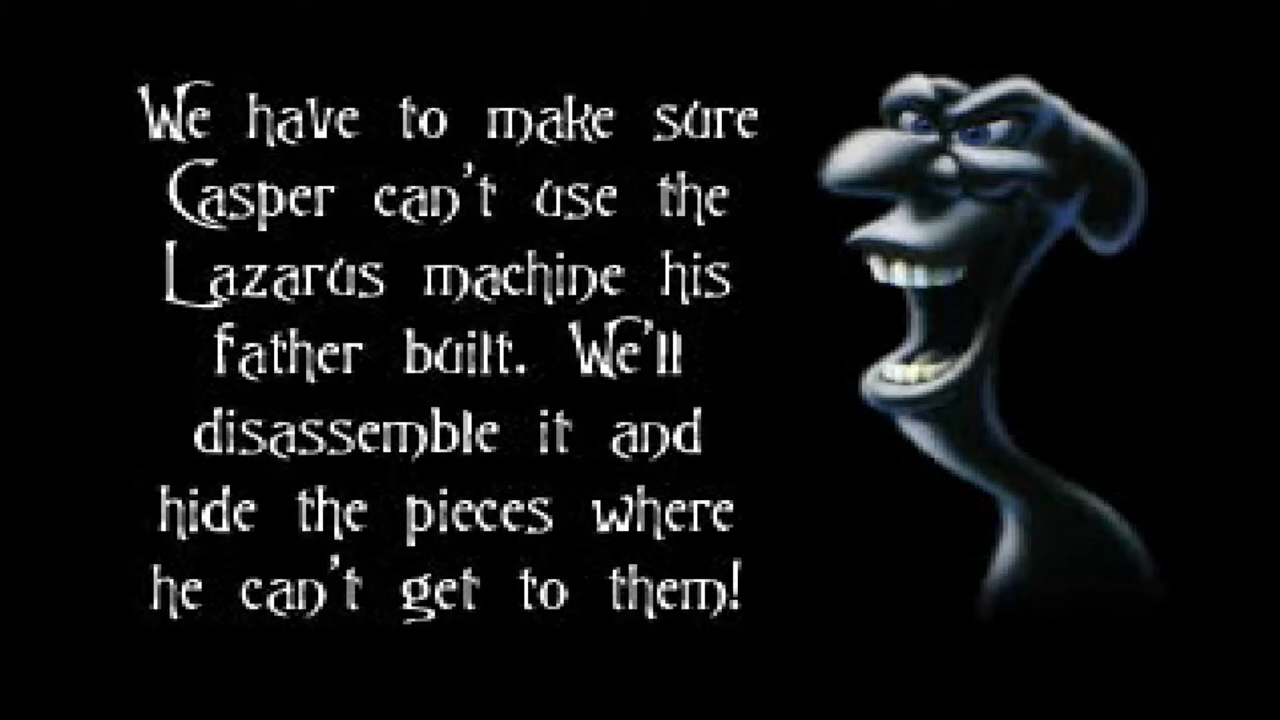 We have to make sure
Casper can't use the
Lazarus machine his
father built. We'll
disassemble it and
hide the pieces where
he can't get to them!